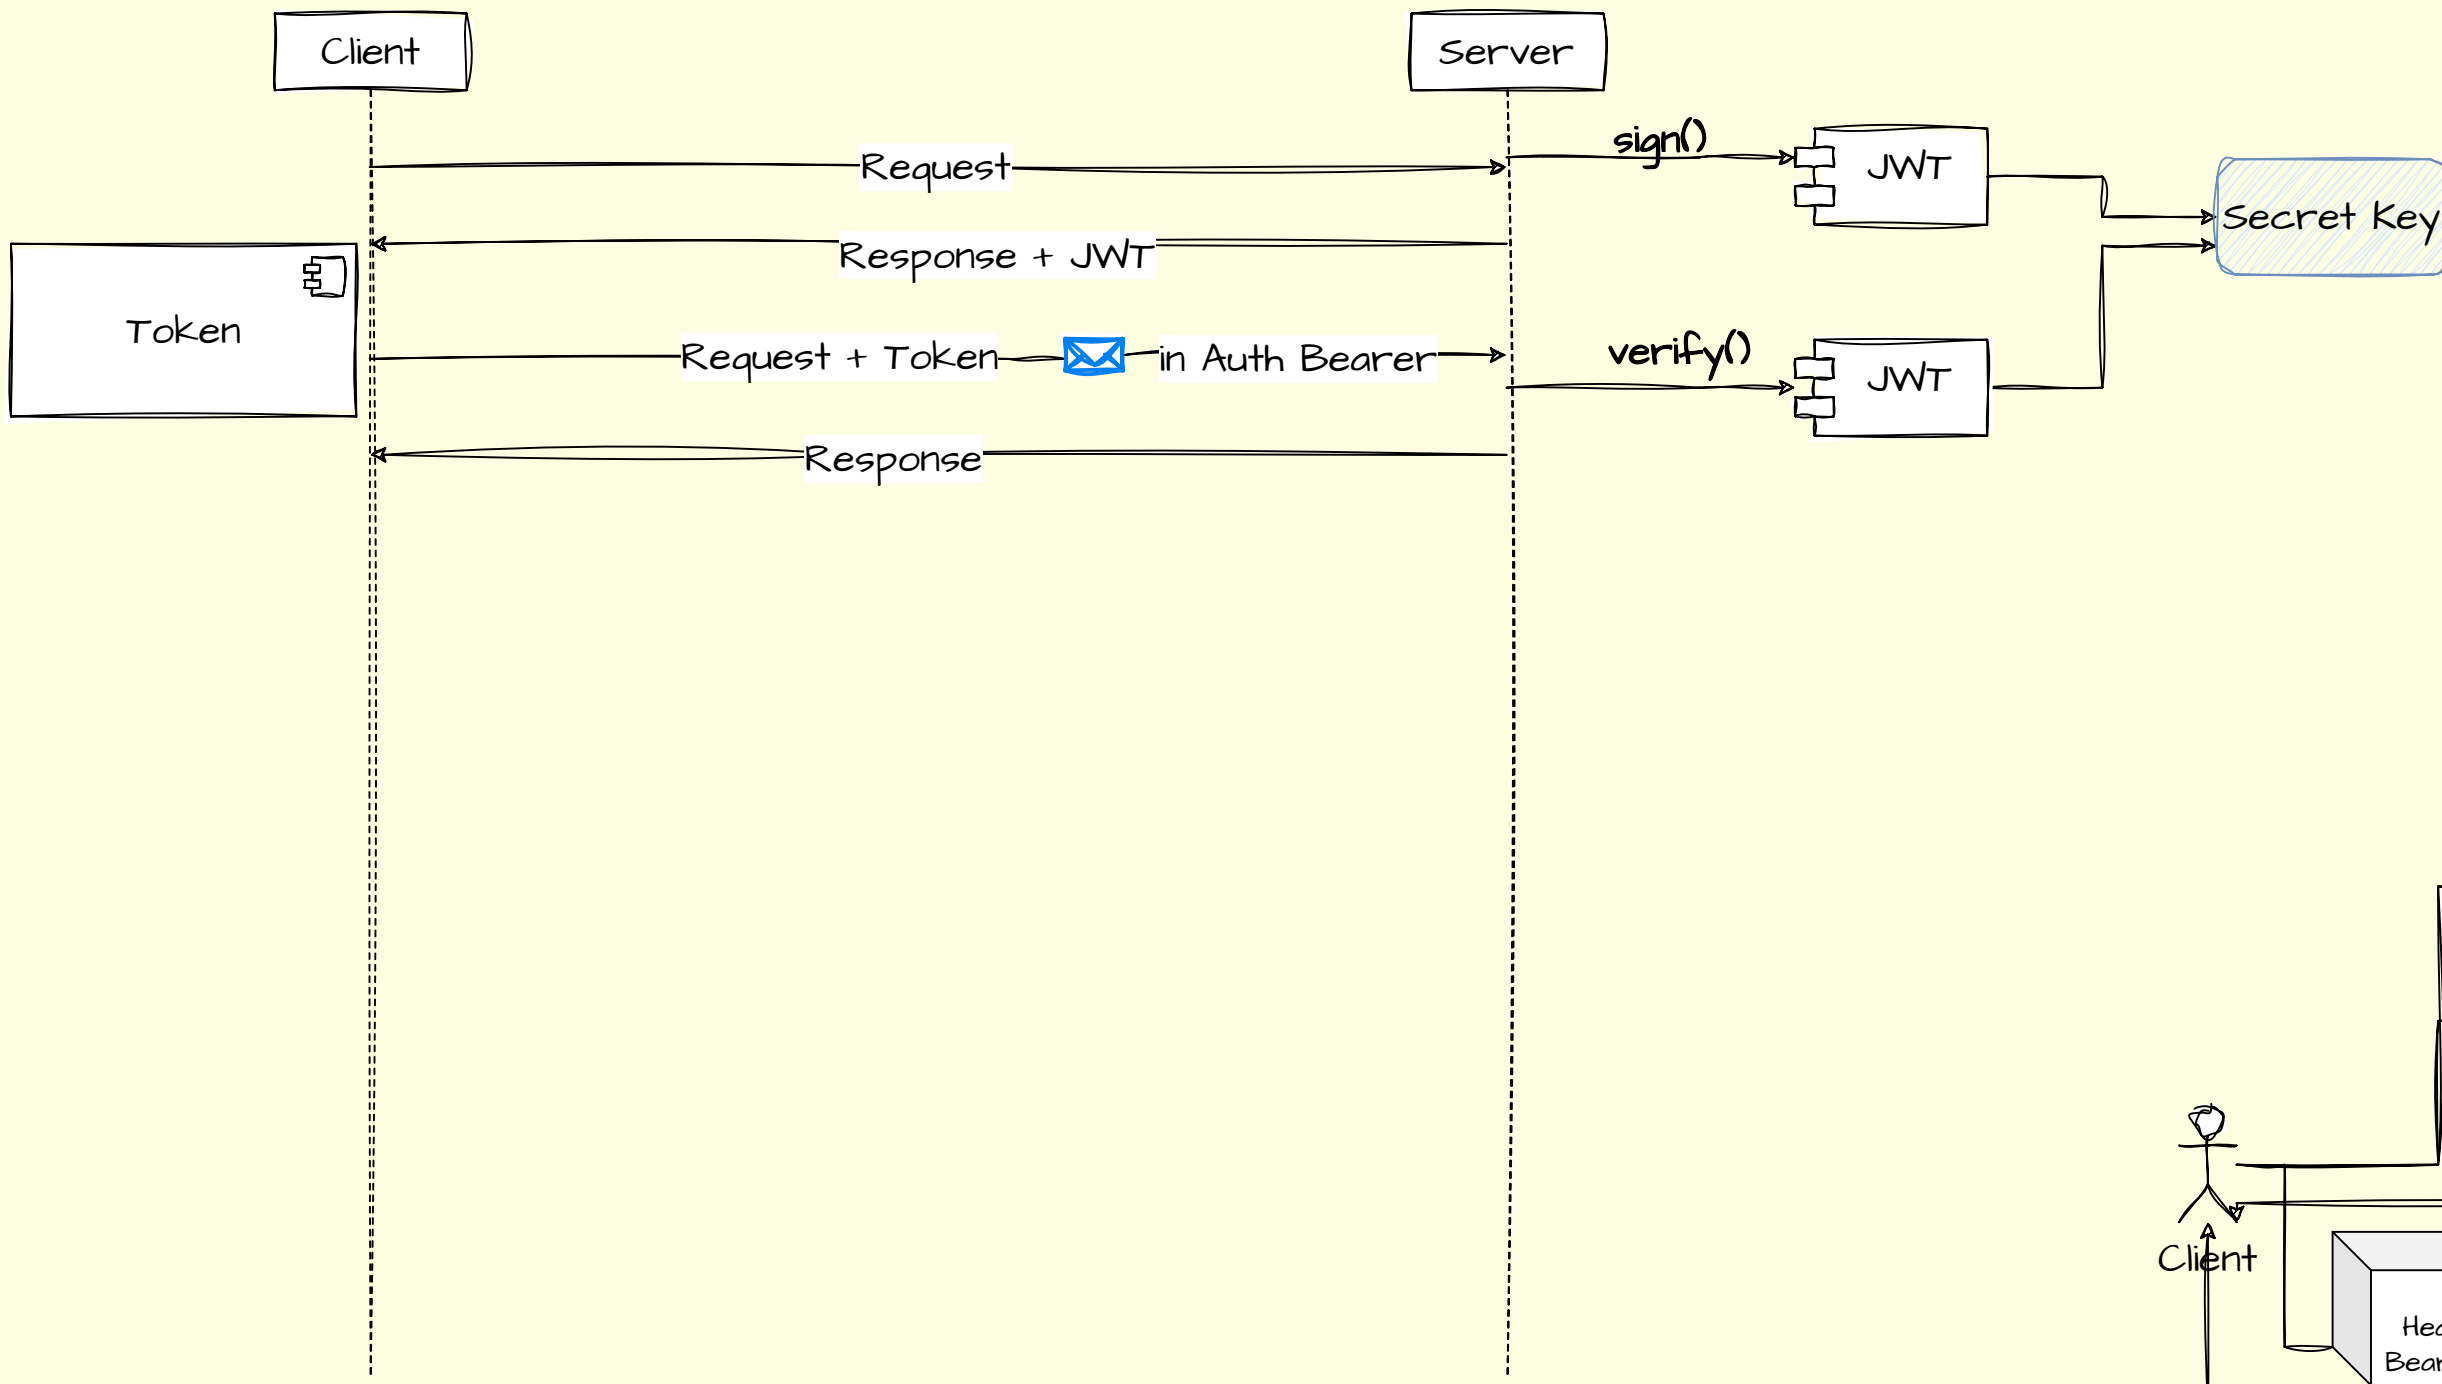 Client
Server
sign()
Request
JWT
Secret Key
Response + JWT
Token
verify()
Request + Token
in Auth Bearer
JWT
Response
Client